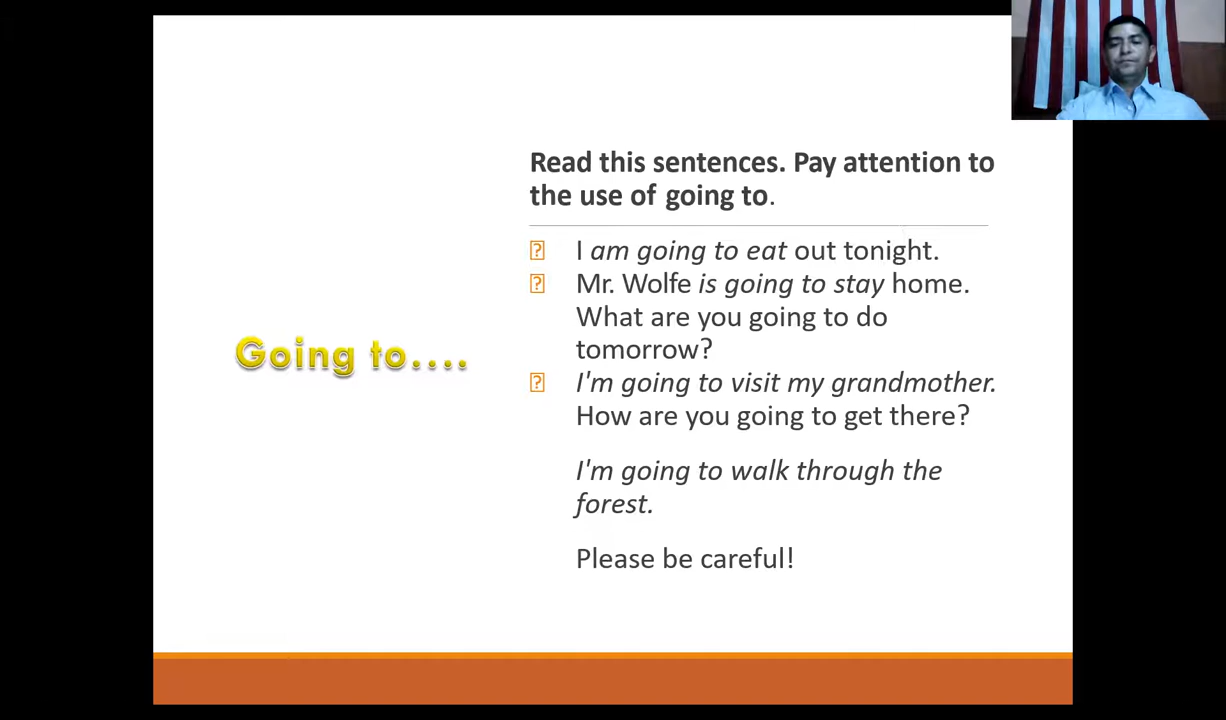 Going to....
Read this sentences. Pay attention to
the use of going to.
I am going to eat out tonight.
Mr. Wolfe is going to stay home.
What are you going to do
tomorrow?
I'm going to visit my grandmother.
How are you going to get there?
I'm going to walk through the
forest.
Please be careful!